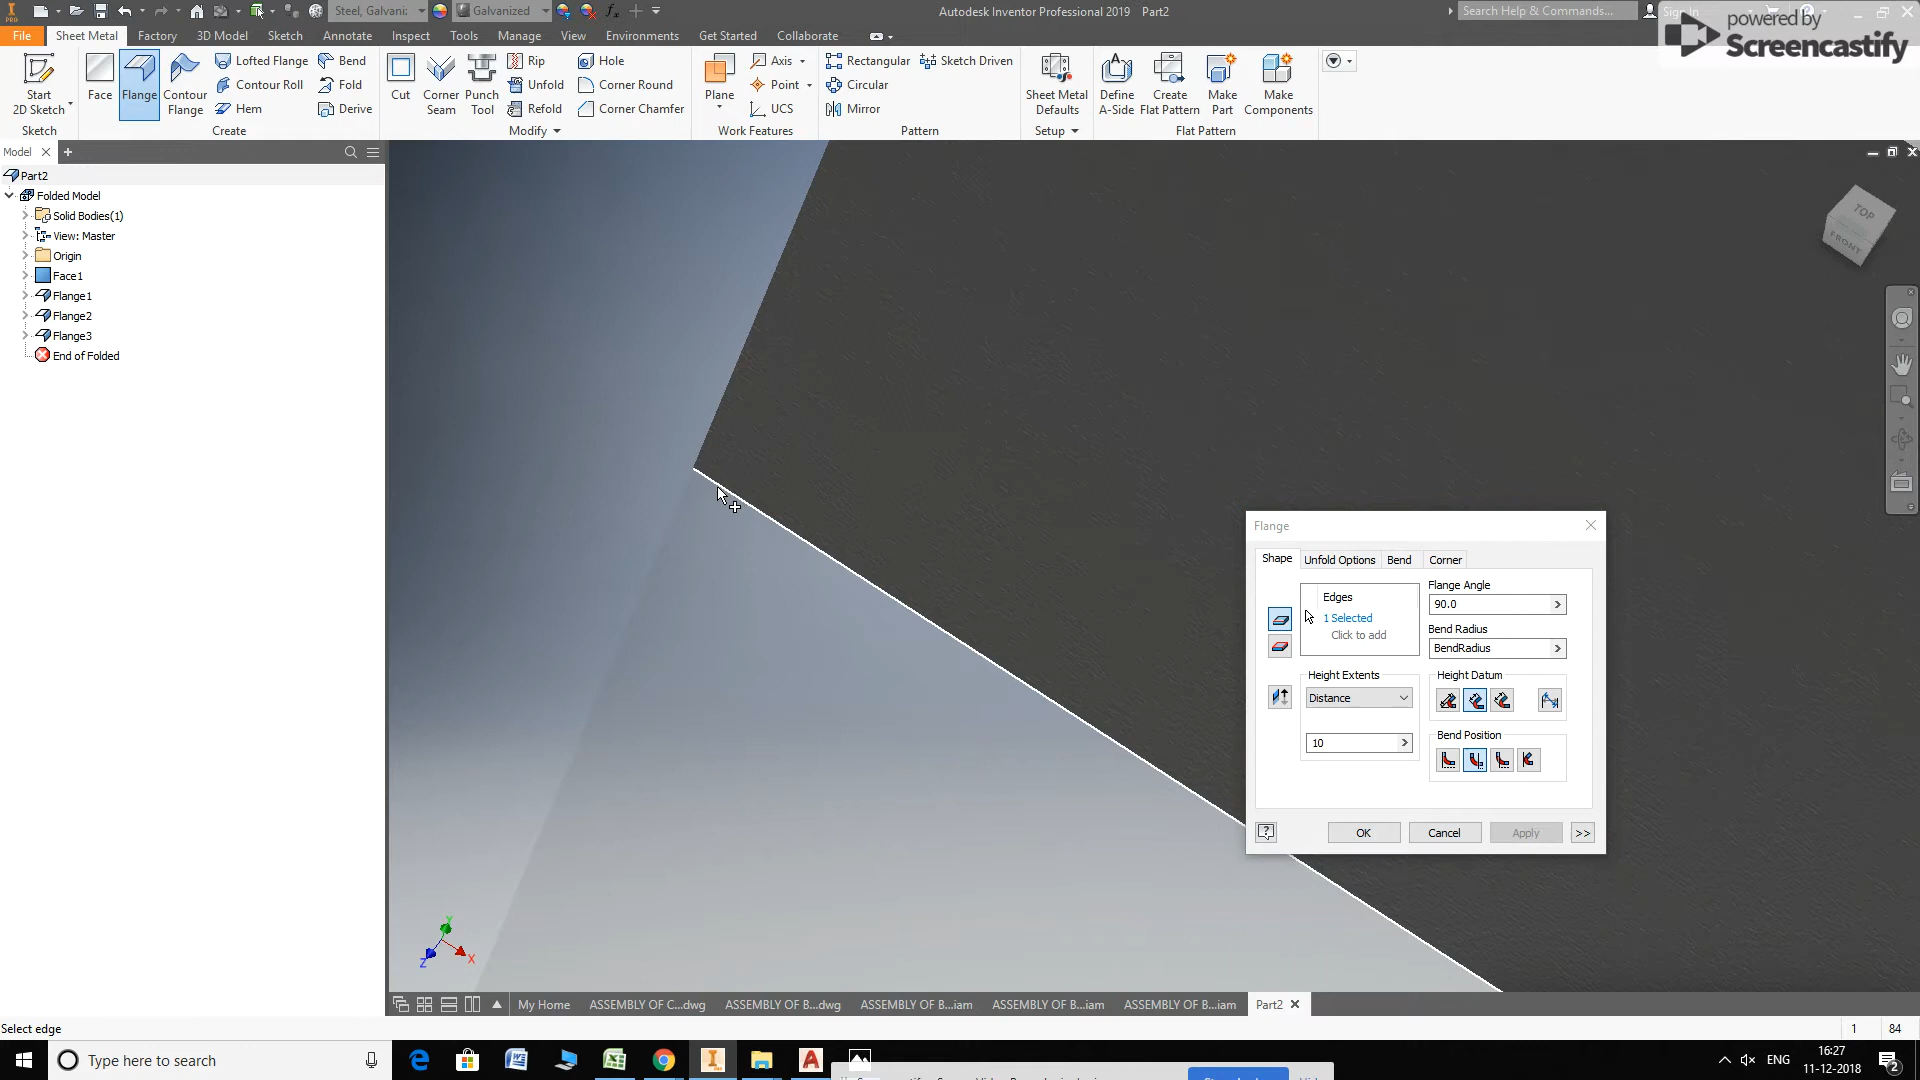 Steel, Galvani:
Galvanized
Autodesk Inventor Professional 2019 Part2
Search Help & Commands...
Sign In
powered by
Screencastify
File Sheet Metal Factory 3D Model Sketch Annotate Inspect Tools Manage View Environments Get Started Collaborate
Start
2D Sketch
Sketch
Face
Flange
Contour
Flange
Lofted Flange
Contour Roll
Hem
Bend
Fold
Derive
Create
Cut
Corner
Seam
Punch
Tool
Rip
Unfold
Refold
Hole
Corner Round
Corner Chamfer
Modify
Plane
Axis
Point
UCS
Work Features
Rectangular
Circular
Mirror
Sketch Driven
Pattern
Sheet Metal
Defaults
Setup
Define
A-Side
Create
Flat Pattern
Make
Part
Make
Components
Flat Pattern
Model
Part2
Folded Model
Solid Bodies(1)
View: Master
Origin
Face1
Flange1
Flange2
Flange3
End of Folded
TOP
FRONT
Y
X
Z
Flange
Shape Unfold Options Bend Corner
Edges
1 Selected
Click to add
Flange Angle
90.0
Bend Radius
BendRadius
Height Extents
Distance
10
Height Datum
Bend Position
OK Cancel Apply >>
My Home ASSEMBLY OF C...dwg ASSEMBLY OF B...dwg ASSEMBLY OF B...iam ASSEMBLY OF B...iam ASSEMBLY OF B...iam Part2
Select edge
1 84
Type here to search
ENG
16:27
11-12-2018
2